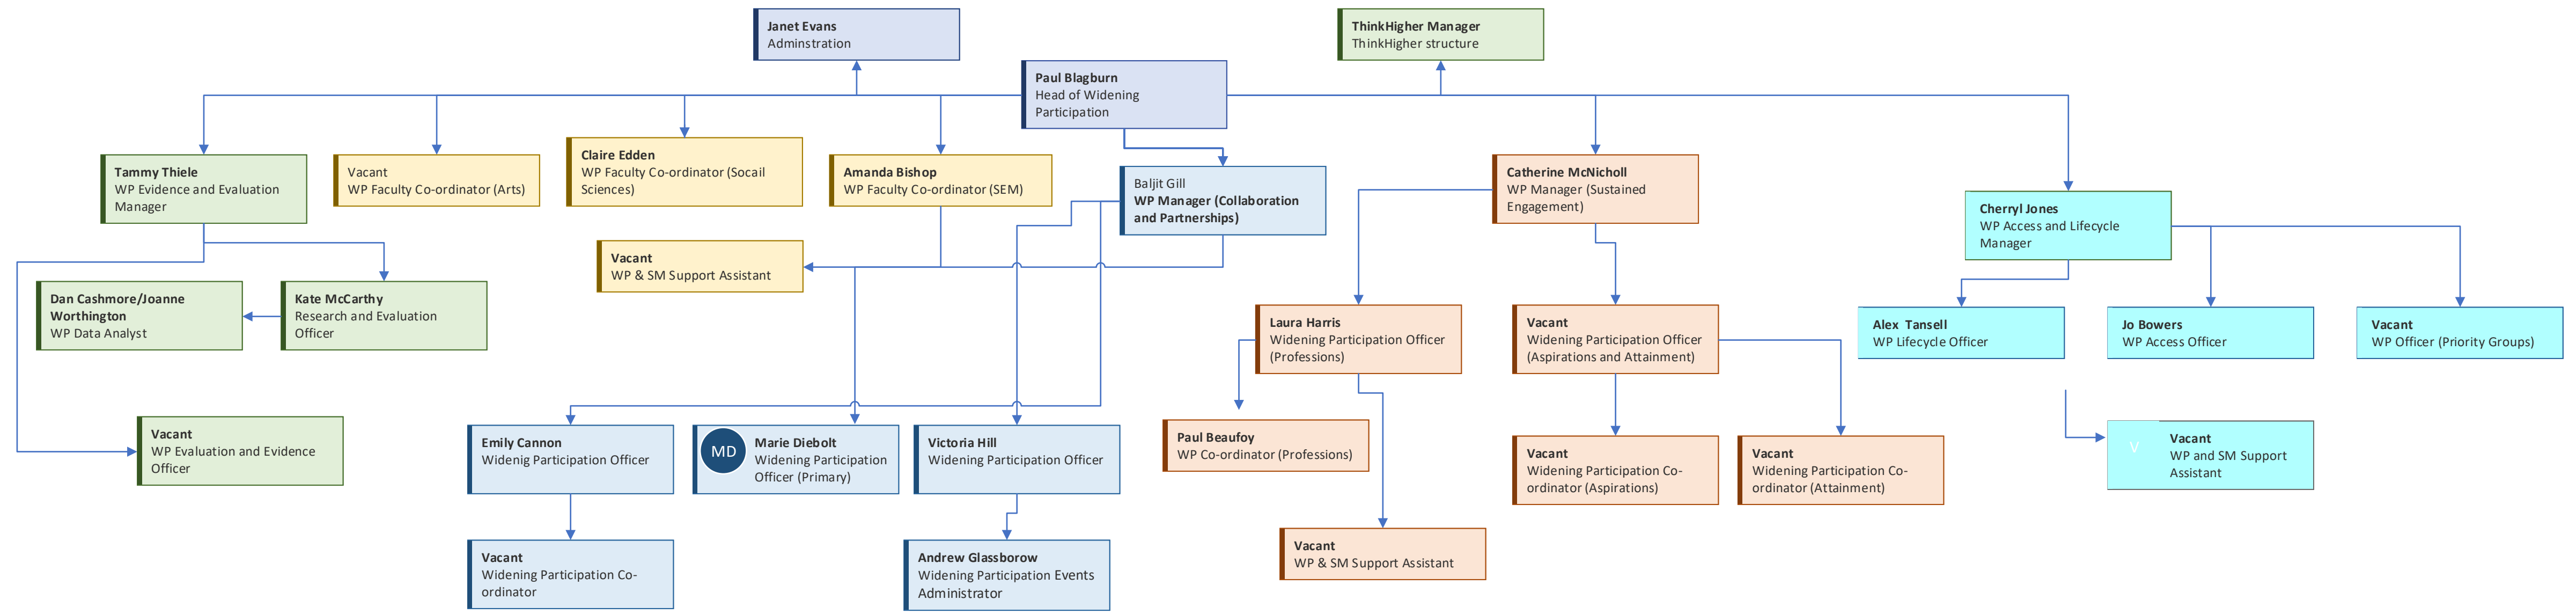 Janet Evans
Adminstration
ThinkHigher Manager
ThinkHigher structure
Paul Blagburn
Head of Widening
Participation
Tammy Thiele
WP Evidence and Evaluation
Manager
Vacant
WP Faculty Co-ordinator (Arts)
Claire Edden
WP Faculty Co-ordinator (Socail
Sciences)
Amanda Bishop
WP Faculty Co-ordinator (SEM)
Baljit Gill
WP Manager (Collaboration
and Partnerships)
Catherine McNicholl
WP Manager (Sustained
Engagement)
Cherryl Jones
WP Access and Lifecycle
Manager
Vacant
WP & SM Support Assistant
Dan Cashmore/Joanne
Worthington
WP Data Analyst
Kate McCarthy
Research and Evaluation
Officer
Laura Harris
Widening Participation Officer
(Professions)
Vacant
Widening Participation Officer
(Aspirations and Attainment)
Alex Tansell
WP Lifecycle Officer
Jo Bowers
WP Access Officer
Vacant
WP Officer (Priority Groups)
Vacant
WP Evaluation and Evidence
Officer
Emily Cannon
Widenig Participation Officer
MD
Marie Diebolt
Widening Participation
Officer (Primary)
Victoria Hill
Widening Participation Officer
Paul Beaufoy
WP Co-ordinator (Professions)
Vacant
Widening Participation Co-
ordinator (Aspirations)
Vacant
Widening Participation Co-
ordinator (Attainment)
V
Vacant
WP and SM Support
Assistant
Vacant
Widening Participation Co-
ordinator
Andrew Glassborow
Widening Participation Events
Administrator
Vacant
WP & SM Support Assistant